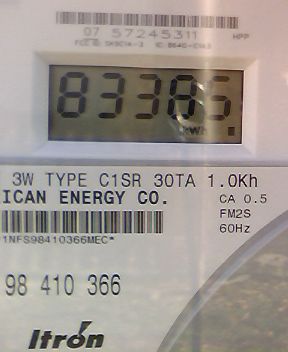 07 57245311 HPP
83385
kWh
3W TYPE C1SR 30TA 1.0Kh
ICAN ENERGY CO.
CA 0.5
FM2S
60Hz
1NFS98410366MEC*
98 410 366
Itron